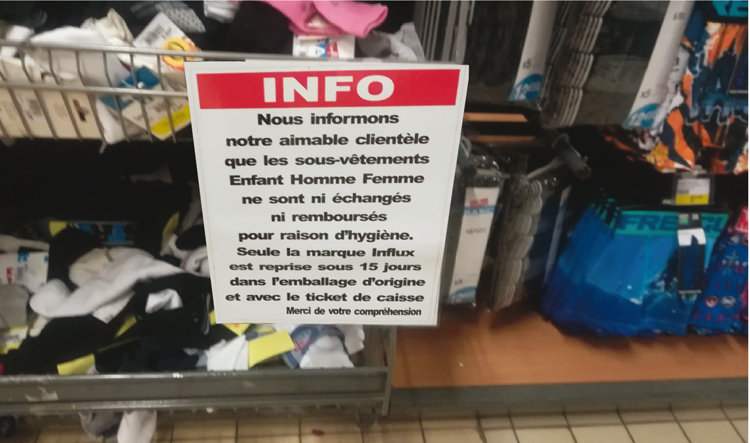 INFO
Nous informons
notre aimable clientèle
que les sous-vêtements
Enfant Homme Femme
ne sont ni échangés
ni remboursés
pour raison d'hygiène.
Seule la marque Influx
est reprise sous 15 jours
dans l'emballage d'origine
et avec le ticket de caisse
Merci de votre compréhension